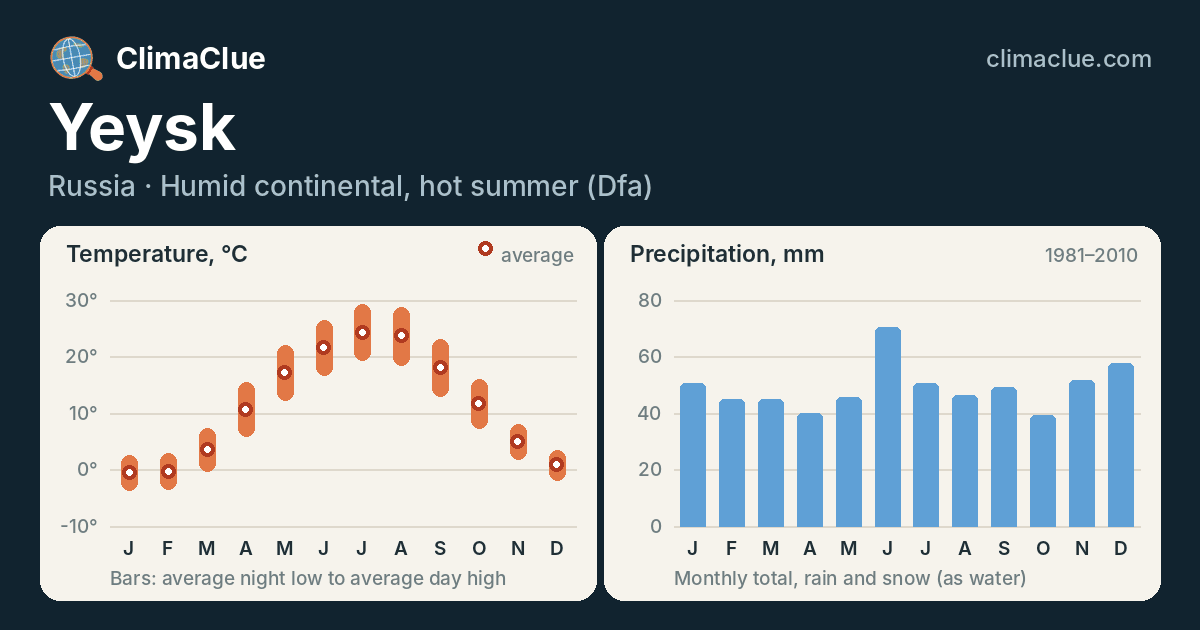 ClimaClue
climaclue.com
Yeysk
Russia · Humid continental, hot summer (Dfa)
Temperature, °C
average
30°
20°
10°
0°
-10°
J F M A M J J A S O N D
Bars: average night low to average day high
Precipitation, mm
1981–2010
80
60
40
20
0
J F M A M J J A S O N D
Monthly total, rain and snow (as water)